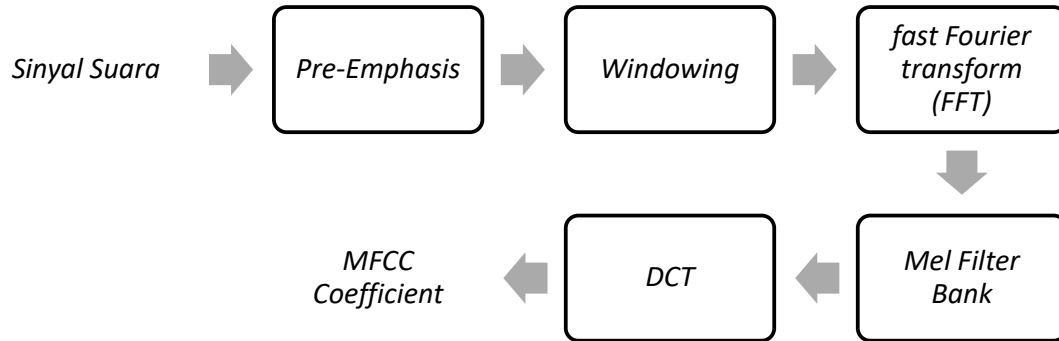 Sinyal Suara
Pre-Emphasis
Windowing
fast Fourier
transform
(FFT)
Mel Filter
Bank
DCT
MFCC
Coefficient